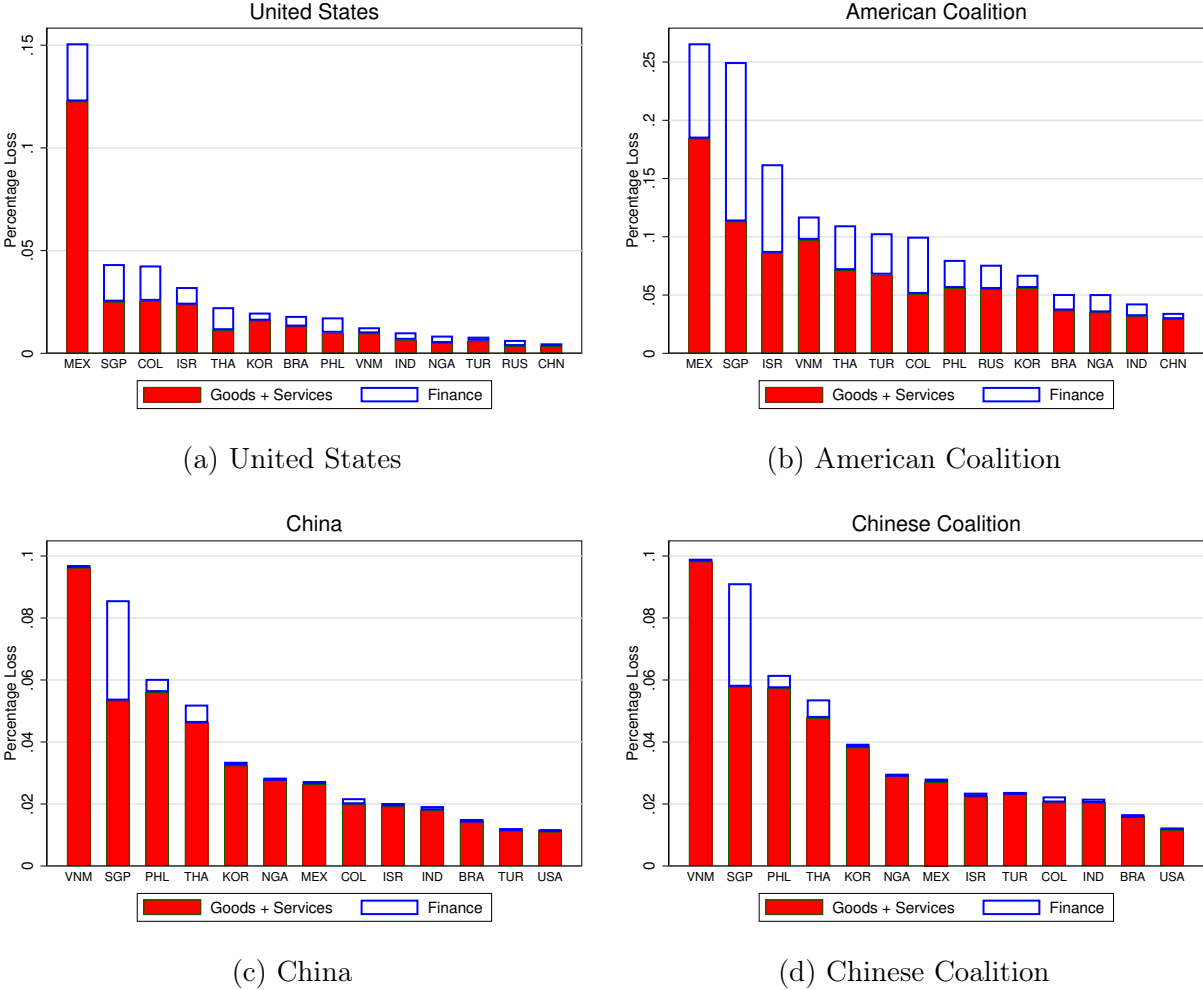 United States
Percentage Loss
0 .05 .1 .15
MEX SGP COL ISR THA KOR BRA PHL VNM IND NGA TUR RUS CHN
Goods + Services Finance
(a) United States
American Coalition
Percentage Loss
0 .05 .1 .15 .2 .25
MEX SGP ISR VNM THA TUR COL PHL RUS KOR BRA NGA IND CHN
Goods + Services Finance
(b) American Coalition
China
Percentage Loss
0 .02 .04 .06 .08 .1
VNM SGP PHL THA KOR NGA MEX COL ISR IND BRA TUR USA
Goods + Services Finance
(c) China
Chinese Coalition
Percentage Loss
0 .02 .04 .06 .08 .1
VNM SGP PHL THA KOR NGA MEX ISR TUR COL IND BRA USA
Goods + Services Finance
(d) Chinese Coalition